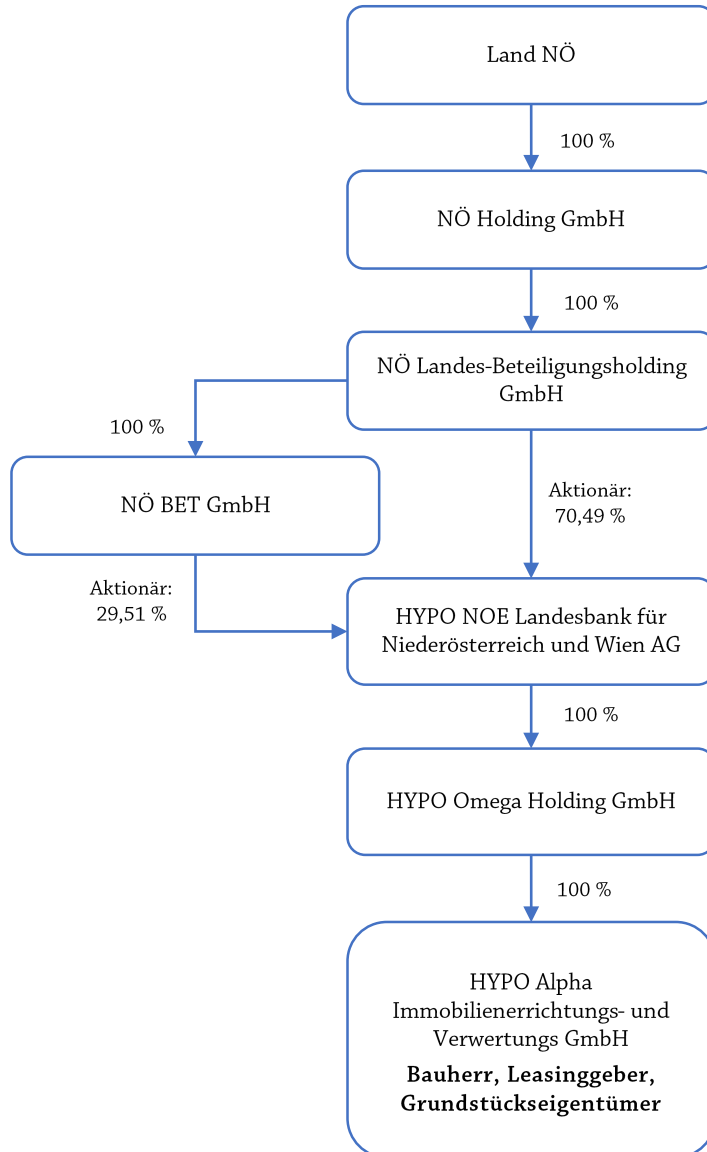 Land NÖ
100 %
NÖ Holding GmbH
100 %
NÖ Landes-Beteiligungsholding
GmbH
100 %
NÖ BET GmbH
Aktionär:
70,49 %
Aktionär:
29,51 %
HYPO NOE Landesbank für
Niederösterreich und Wien AG
100 %
HYPO Omega Holding GmbH
100 %
HYPO Alpha
Immobilienerrichtungs- und
Verwertungs GmbH
Bauherr, Leasinggeber,
Grundstückseigentümer